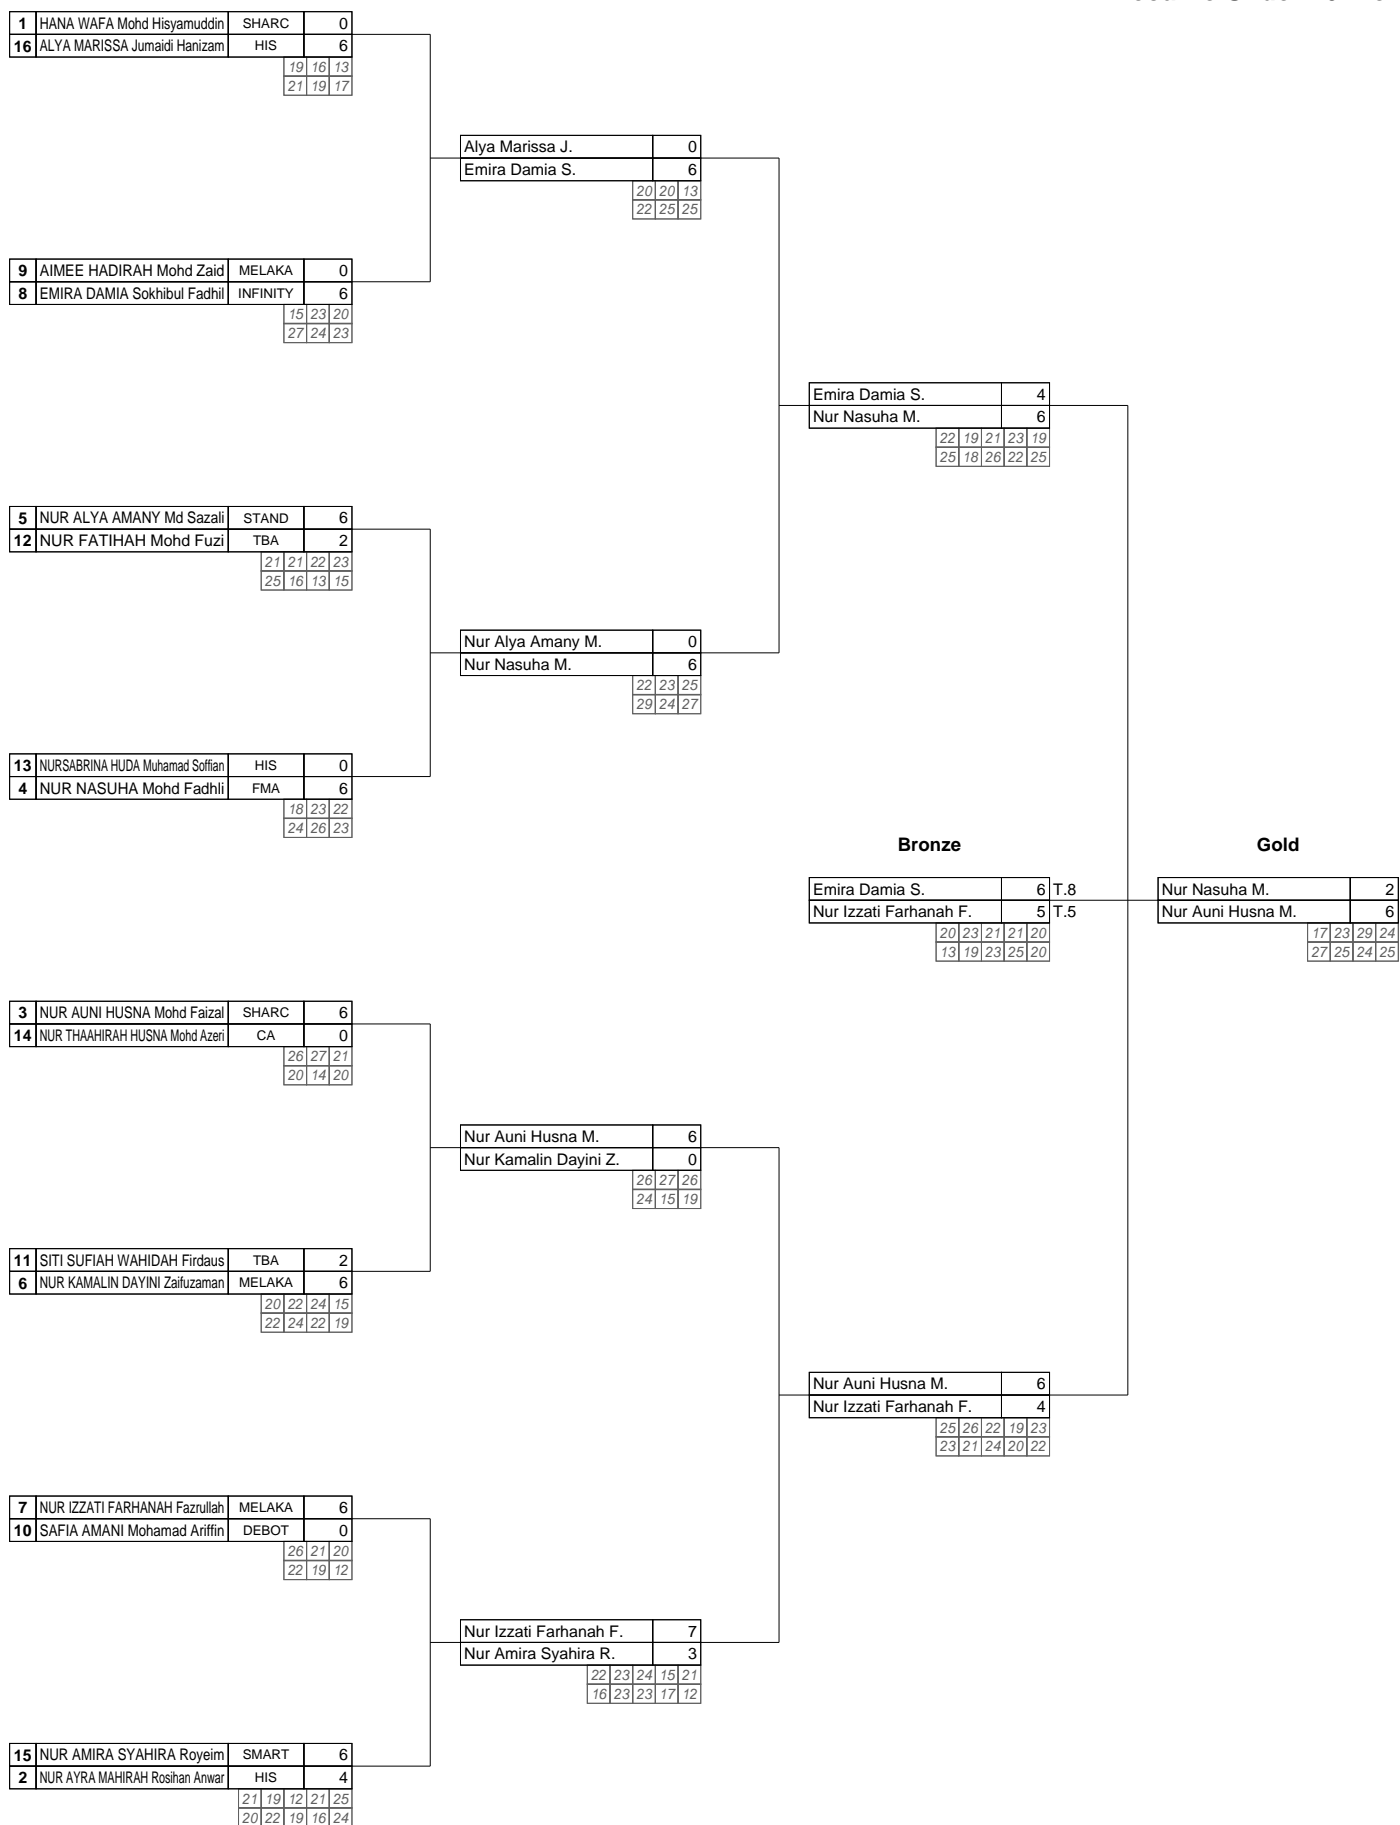 1 HANA WAFA Mohd Hisyamuddin SHARC 0
16 ALYA MARISSA Jumaidi Hanizam HIS 6
19 16 13
21 19 17
Alya Marissa J. 0
Emira Damia S. 6
20 20 13
22 25 25
9 AIMEE HADIRAH Mohd Zaid MELAKA 0
8 EMIRA DAMIA Sokhibul Fadhil INFINITY 6
15 23 20
27 24 23
Emira Damia S. 4
Nur Nasuha M. 6
22 19 21 23 19
25 18 26 22 25
5 NUR ALYA AMANY Md Sazali STAND 6
12 NUR FATIHAH Mohd Fuzi TBA 2
21 21 22 23
25 16 13 15
Nur Alya Amany M. 0
Nur Nasuha M. 6
22 23 25
29 24 27
13 NURSABRINA HUDA Muhamad Soffian HIS 0
4 NUR NASUHA Mohd Fadhli FMA 6
18 23 22
24 26 23
Bronze Gold
Emira Damia S. 6 T.8 Nur Nasuha M. 2
Nur Izzati Farhanah F. 5 T.5 Nur Auni Husna M. 6
20 23 21 21 20 17 23 29 24
13 19 23 25 20 27 25 24 25
3 NUR AUNI HUSNA Mohd Faizal SHARC 6
14 NUR THAAHIRAH HUSNA Mohd Azeri CA 0
26 27 21
20 14 20
Nur Auni Husna M. 6
Nur Kamalin Dayini Z. 0
26 27 26
24 15 19
11 SITI SUFIAH WAHIDAH Firdaus TBA 2
6 NUR KAMALIN DAYINI Zaifuzaman MELAKA 6
20 22 24 15
22 24 22 19
Nur Auni Husna M. 6
Nur Izzati Farhanah F. 4
25 26 22 19 23
23 21 24 20 22
7 NUR IZZATI FARHANAH Fazrullah MELAKA 6
10 SAFIA AMANI Mohamad Ariffin DEBOT 0
26 21 20
22 19 12
Nur Izzati Farhanah F. 7
Nur Amira Syahira R. 3
22 23 24 15 21
16 23 23 17 12
15 NUR AMIRA SYAHIRA Royeim SMART 6
2 NUR AYRA MAHIRAH Rosihan Anwar HIS 4
21 19 12 21 25
20 22 19 16 24